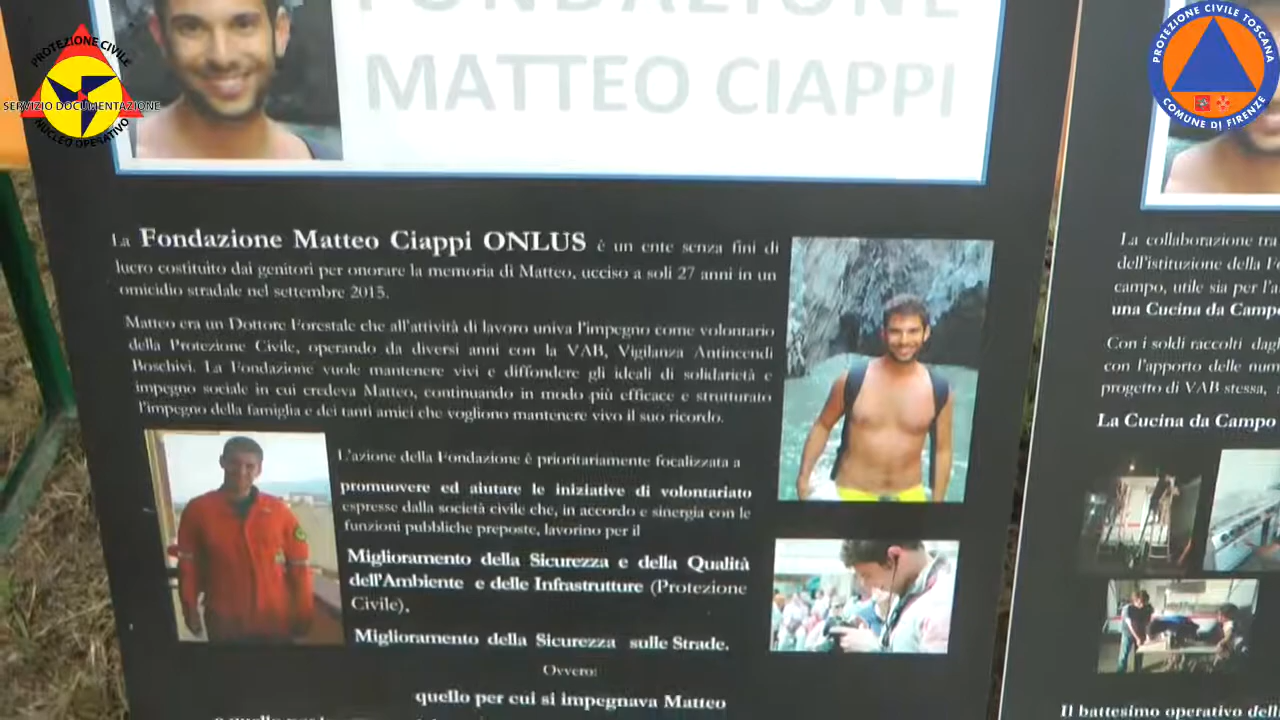 FONDAZIONE
MATTEO CIAPPI
PROTEZIONE CIVILE
SERVIZIO DOCUMENTAZIONE
NUCLEO OPERATIVO
PROTEZIONE CIVILE TOSCANA
COMUNE DI FIRENZE
La Fondazione Matteo Ciappi ONLUS è un ente senza fini di
lucro costituito dai genitori per onorare la memoria di Matteo, ucciso a soli 27 anni in un
omicidio stradale nel settembre 2015.
Matteo era un Dottore Forestale che all'attività di lavoro univa l'impegno come volontario
della Protezione Civile, operando da diversi anni con la VAB, Vigilanza Antincendi
Boschivi. La Fondazione vuole mantenere vivi e diffondere gli ideali di solidarietà e
impegno sociale in cui credeva Matteo, continuando in modo più efficace e strutturato
l'impegno della famiglia e dei tanti amici che vogliono mantenere vivo il suo ricordo.
L'azione della Fondazione è prioritariamente focalizzata a
promuovere ed aiutare le iniziative di volontariato
espresse dalla società civile che, in accordo e sinergia con le
funzioni pubbliche preposte, lavorino per il
Miglioramento della Sicurezza e della Qualità
dell'Ambiente e delle Infrastrutture (Protezione
Civile),
Miglioramento della Sicurezza sulle Strade.
Ovvero:
quello per cui si impegnava Matteo
La collaborazione tra
dell'istituzione della
campo, utile sia per
una Cucina da
Con i soldi raccolti
con l'apporto delle
progetto di VAB stessa,
La Cucina da Campo
Il battesimo operativo